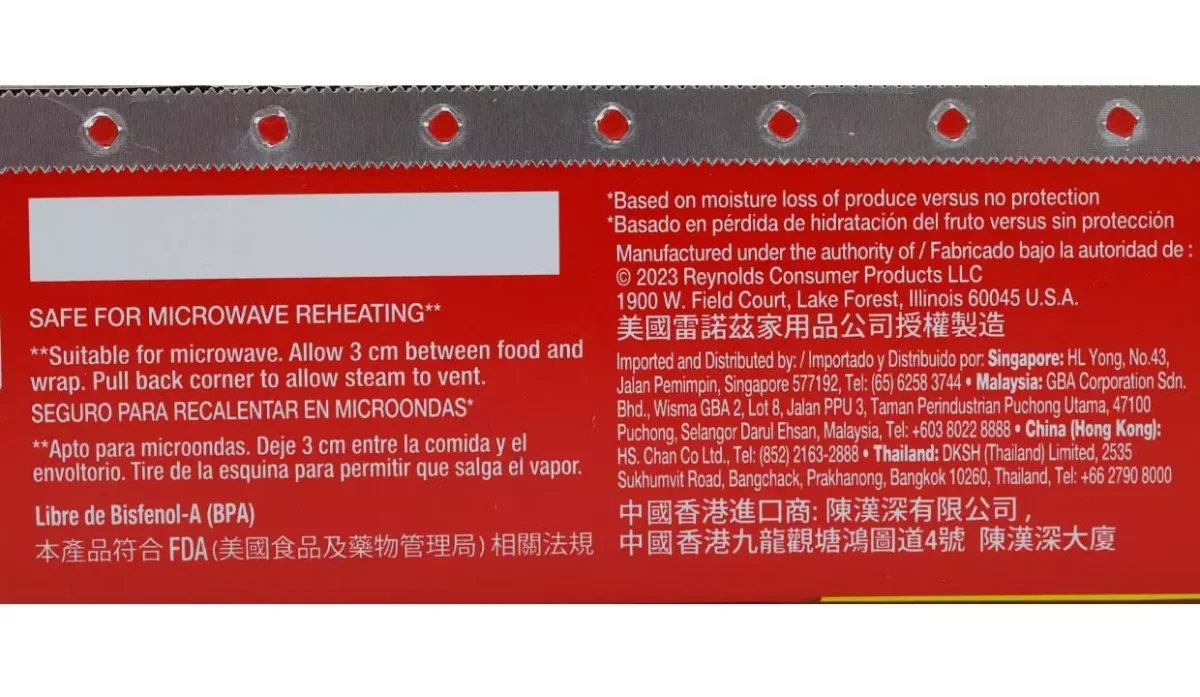 SAFE FOR MICROWAVE REHEATING**
**Suitable for microwave. Allow 3 cm between food and
wrap. Pull back corner to allow steam to vent.
SEGURO PARA RECALENTAR EN MICROONDAS*
**Apto para microondas. Deje 3 cm entre la comida y el
envoltorio. Tire de la esquina para permitir que salga el vapor.
Libre de Bisfenol-A (BPA)
本產品符合 FDA (美國食品及藥物管理局) 相關法規
*Based on moisture loss of produce versus no protection
*Basado en pérdida de hidratación del fruto versus sin protección
Manufactured under the authority of / Fabricado bajo la autoridad de :
© 2023 Reynolds Consumer Products LLC
1900 W. Field Court, Lake Forest, Illinois 60045 U.S.A.
美國雷諾茲家用品公司授權製造
Imported and Distributed by: / Importado y Distribuido por: Singapore: HL Yong, No.43,
Jalan Pemimpin, Singapore 577192, Tel: (65) 6258 3744 • Malaysia: GBA Corporation Sdn.
Bhd., Wisma GBA 2, Lot 8, Jalan PPU 3, Taman Perindustrian Puchong Utama, 47100
Puchong, Selangor Darul Ehsan, Malaysia, Tel: +603 8022 8888 • China (Hong Kong):
HS. Chan Co Ltd., Tel: (852) 2163-2888 • Thailand: DKSH (Thailand) Limited, 2535
Sukhumvit Road, Bangchack, Prakhanong, Bangkok 10260, Thailand, Tel: +66 2790 8000
中國香港進口商: 陳漢深有限公司 ,
中國香港九龍觀塘鴻圖道4號 陳漢深大廈